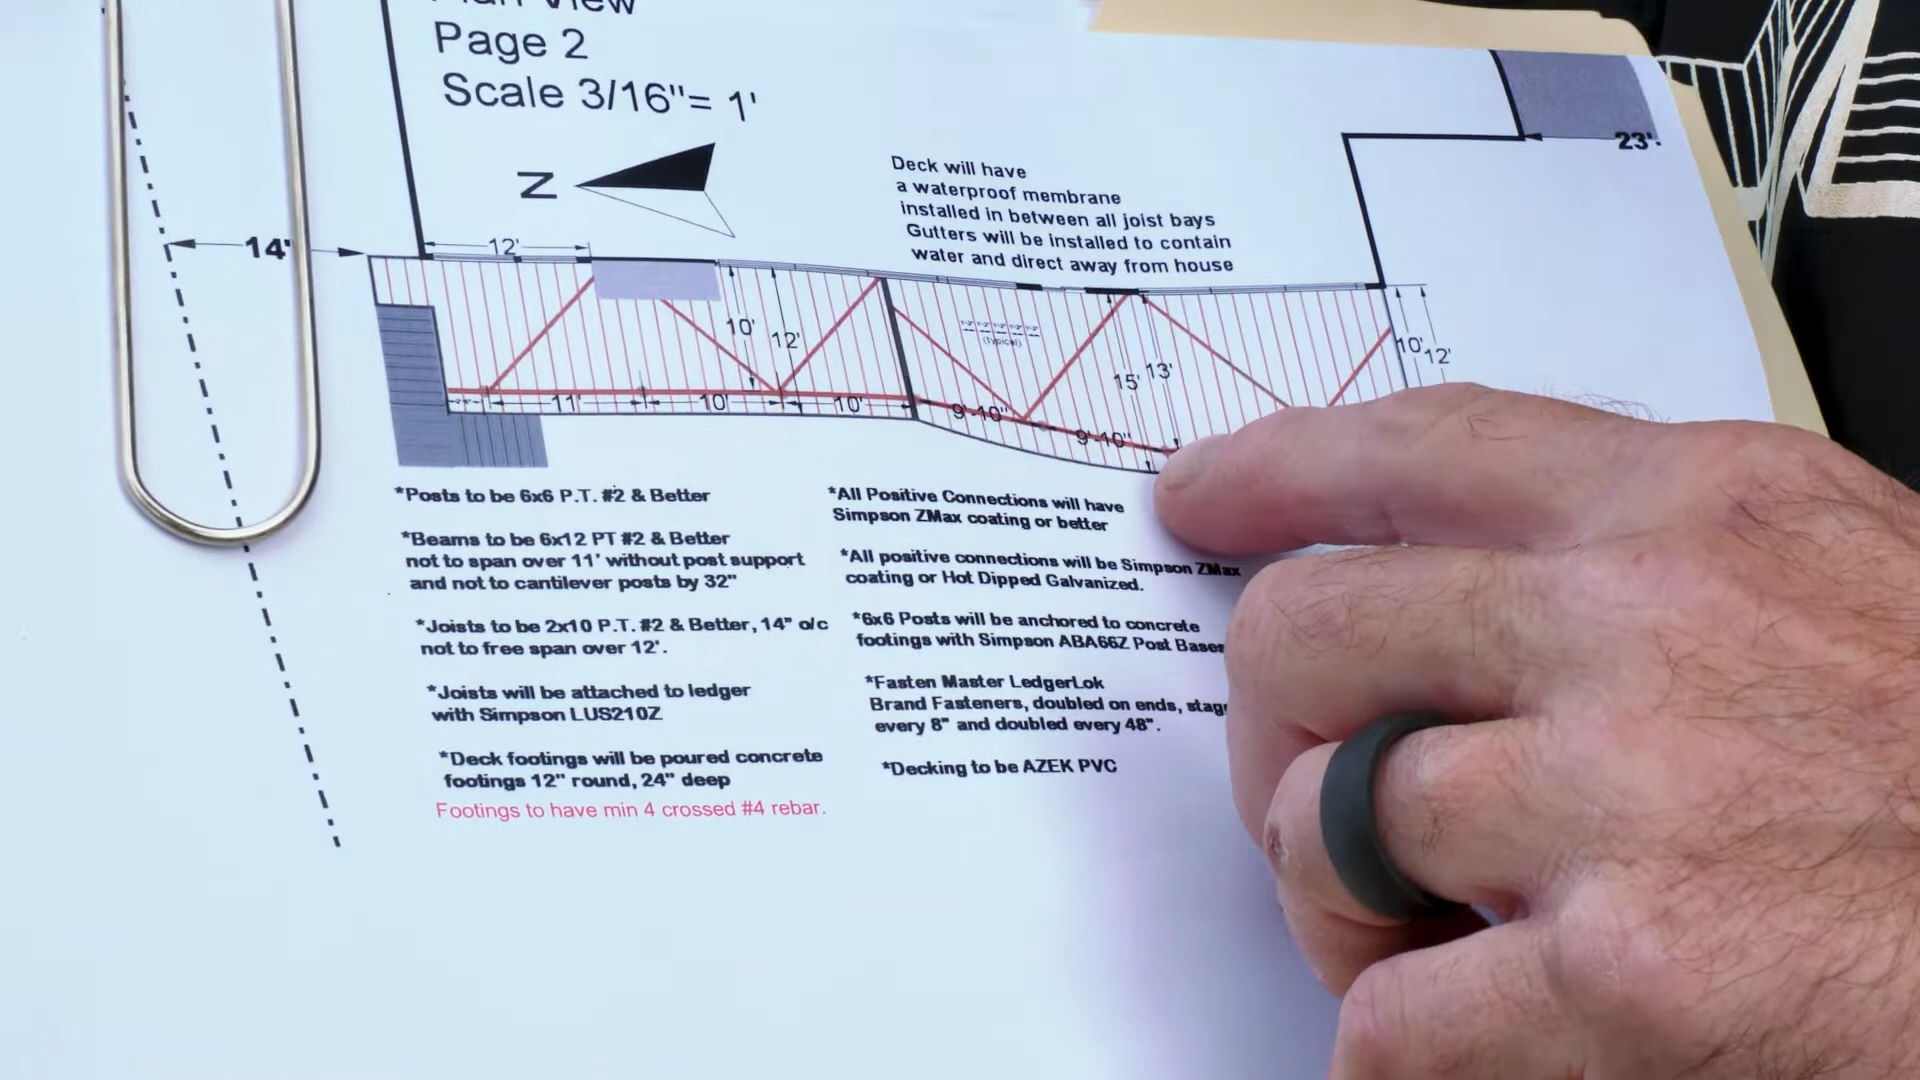 Plan View
Page 2
Scale 3/16"= 1'
N
Deck will have
a waterproof membrane
installed in between all joist bays
Gutters will be installed to contain
water and direct away from house
23'
14'
12'
10'
12'
(typical)
15'
13'
10'
12'
11'
10'
10'
9'-10"
9'-10"
*Posts to be 6x6 P.T. #2 & Better
*Beams to be 6x12 PT #2 & Better
not to span over 11' without post support
and not to cantilever posts by 32"
*Joists to be 2x10 P.T. #2 & Better, 14" o/c
not to free span over 12'.
*Joists will be attached to ledger
with Simpson LUS210Z
*Deck footings will be poured concrete
footings 12" round, 24" deep
Footings to have min 4 crossed #4 rebar.
*All Positive Connections will have
Simpson ZMax coating or better
*All positive connections will be Simpson ZMax
coating or Hot Dipped Galvanized.
*6x6 Posts will be anchored to concrete
footings with Simpson ABA66Z Post Bases
*Fasten Master LedgerLok
Brand Fasteners, doubled on ends,
every 8" and doubled every 48".
*Decking to be AZEK PVC